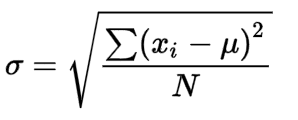 σ = √(∑(xᵢ − μ)² / N)